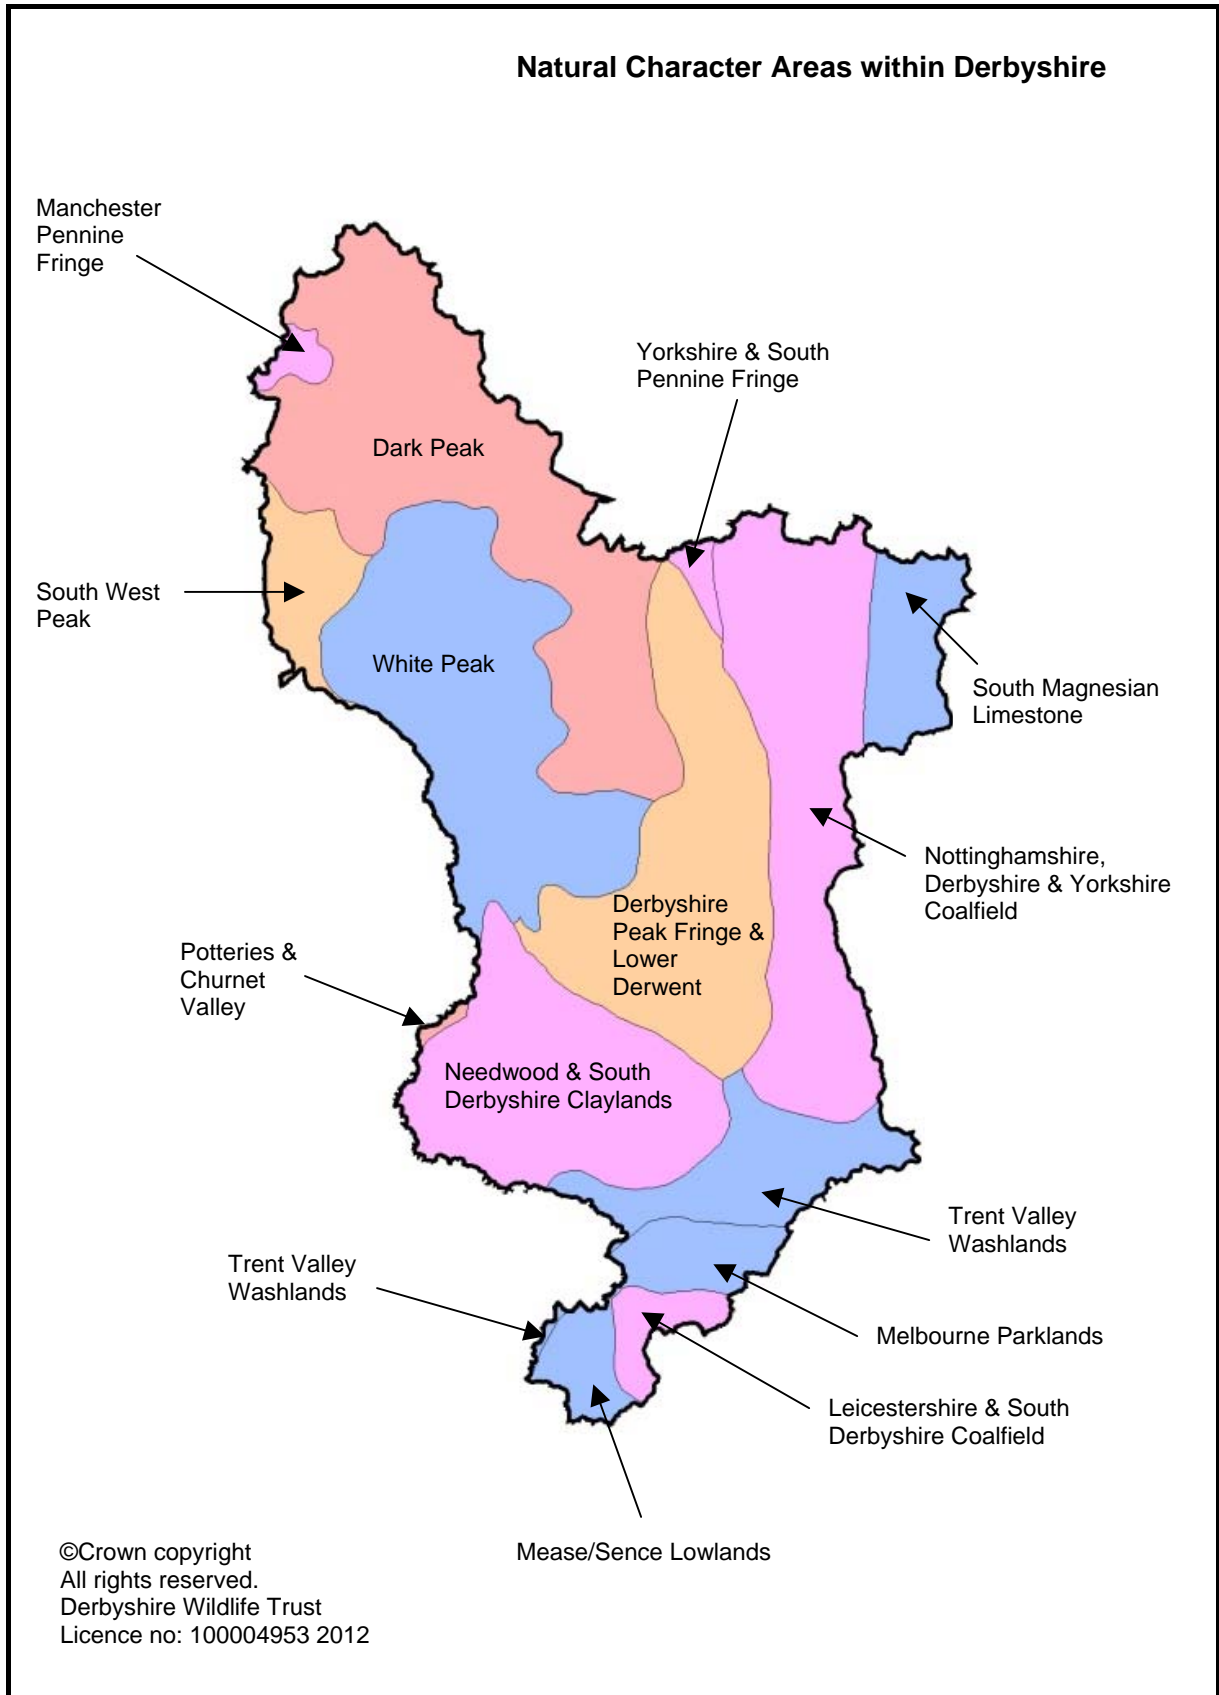 Natural Character Areas within Derbyshire
Manchester
Pennine
Fringe
Yorkshire & South
Pennine Fringe
Dark Peak
South West
Peak
White Peak
South Magnesian
Limestone
Nottinghamshire,
Derbyshire & Yorkshire
Coalfield
Derbyshire
Peak Fringe &
Lower
Derwent
Potteries &
Churnet
Valley
Needwood & South
Derbyshire Claylands
Trent Valley
Washlands
Trent Valley
Washlands
Melbourne Parklands
Leicestershire & South
Derbyshire Coalfield
Mease/Sence Lowlands
©Crown copyright
All rights reserved.
Derbyshire Wildlife Trust
Licence no: 100004953 2012